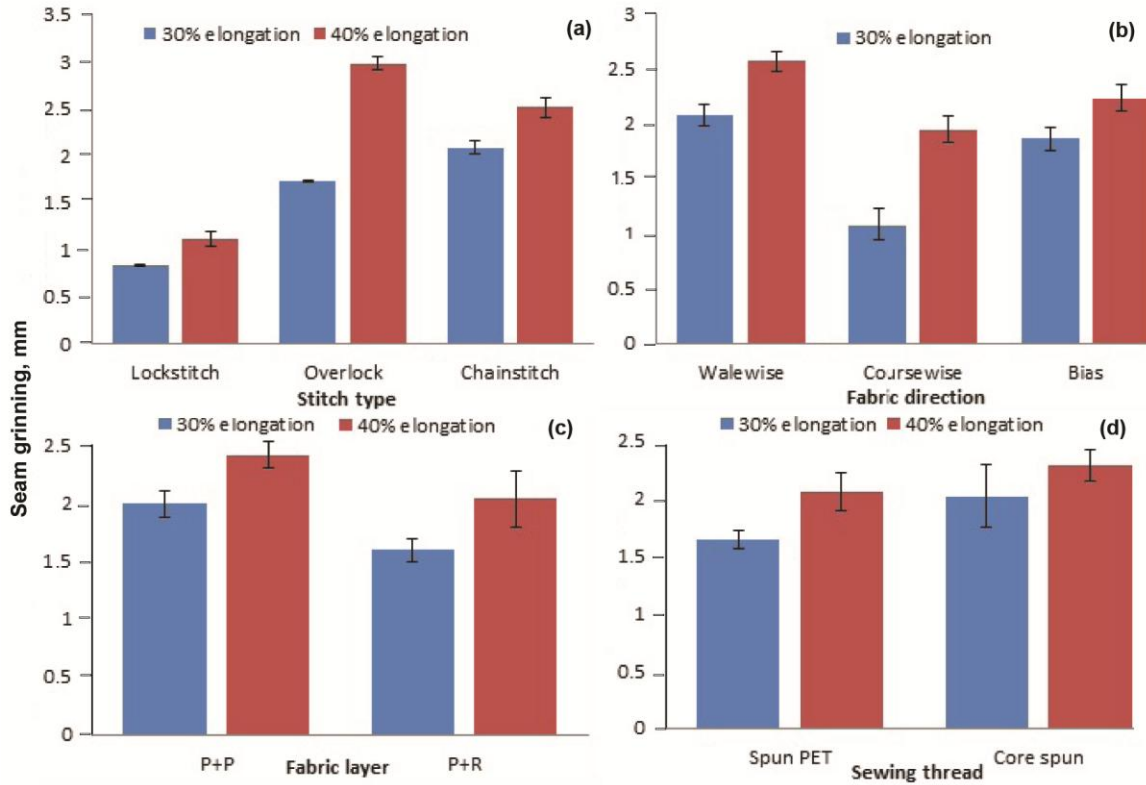 Seam grinning, mm
3.5
3
2.5
2
1.5
1
0.5
0
30% elongation 40% elongation
(a)
Lockstitch Overlock Chainstitch
Stitch type
3
2.5
2
1.5
1
0.5
0
30% elongation
(b)
Walewise Coursewise Bias
Fabric direction
2.5
2
1.5
1
0.5
0
30% elongation 40% elongation
(c)
P+P P+R
Fabric layer
2.5
2
1.5
1
0.5
0
30% elongation 40% elongation
(d)
Spun PET Core spun
Sewing thread